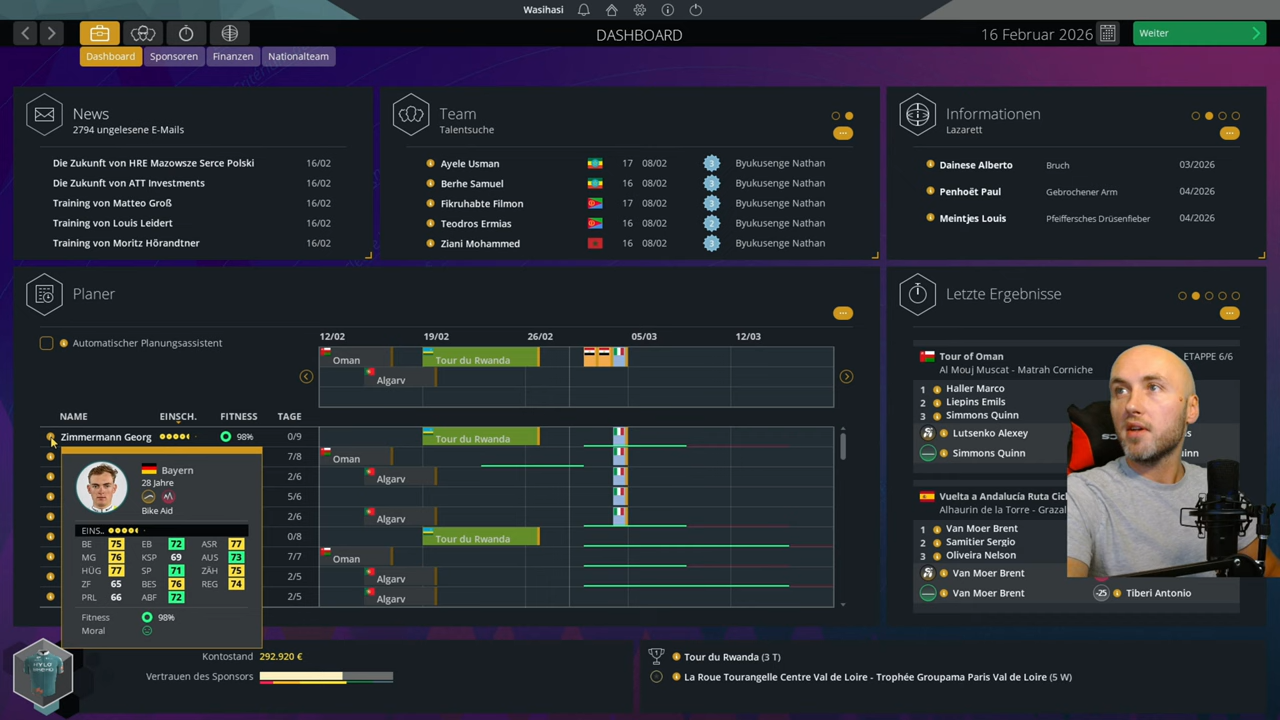 Wasihasi
DASHBOARD
16 Februar 2026
Weiter
Dashboard
Sponsoren
Finanzen
Nationalteam
News
2794 ungelesene E-Mails
Die Zukunft von HRE Mazowsze Serce Polski 16/02
Die Zukunft von ATT Investments 16/02
Training von Matteo Groß 16/02
Training von Louis Leidert 16/02
Training von Moritz Hörandtner 16/02
Team
Talentsuche
Ayele Usman 17 08/02 3 Byukusenge Nathan
Berhe Samuel 16 08/02 3 Byukusenge Nathan
Fikruhabte Filmon 17 08/02 3 Byukusenge Nathan
Teodros Ermias 16 08/02 2 Byukusenge Nathan
Ziani Mohammed 16 08/02 3 Byukusenge Nathan
Informationen
Lazarett
Dainese Alberto Bruch 03/2026
Penhoët Paul Gebrochener Arm 04/2026
Meintjes Louis Pfeiffersches Drüsenfieber 04/2026
Planer
Automatischer Planungsassistent
12/02 19/02 26/02 05/03 12/03
Oman Tour du Rwanda
Algarv
NAME EINSCH. FITNESS TAGE
Zimmermann Georg 98% 0/9 Tour du Rwanda
7/8 Oman
2/6 Algarv
5/6
2/6 Algarv
0/8 Tour du Rwanda
7/7 Oman
2/5 Algarv
2/5 Algarv
Bayern
28 Jahre
Bike Aid
EINS..
BE 75 EB 72 ASR 77
MG 76 KSP 69 AUS 73
HÜG 77 SP 71 ZÄH 75
ZF 65 BES 76 REG 74
PRL 66 ABF 72
Fitness 98%
Moral
Letzte Ergebnisse
Tour of Oman ETAPPE 6/6
Al Mouj Muscat - Matrah Corniche
1 Haller Marco
2 Liepins Emils
3 Simmons Quinn
Lutsenko Alexey
Simmons Quinn
Vuelta a Andalucía Ruta Cicl
Alhaurin de la Torre - Grazal
1 Van Moer Brent
2 Samitier Sergio
3 Oliveira Nelson
Van Moer Brent
Van Moer Brent -25 Tiberi Antonio
Kontostand 292.920 €
Vertrauen des Sponsors
Tour du Rwanda (3 T)
La Roue Tourangelle Centre Val de Loire - Trophée Groupama Paris Val de Loire (5 W)